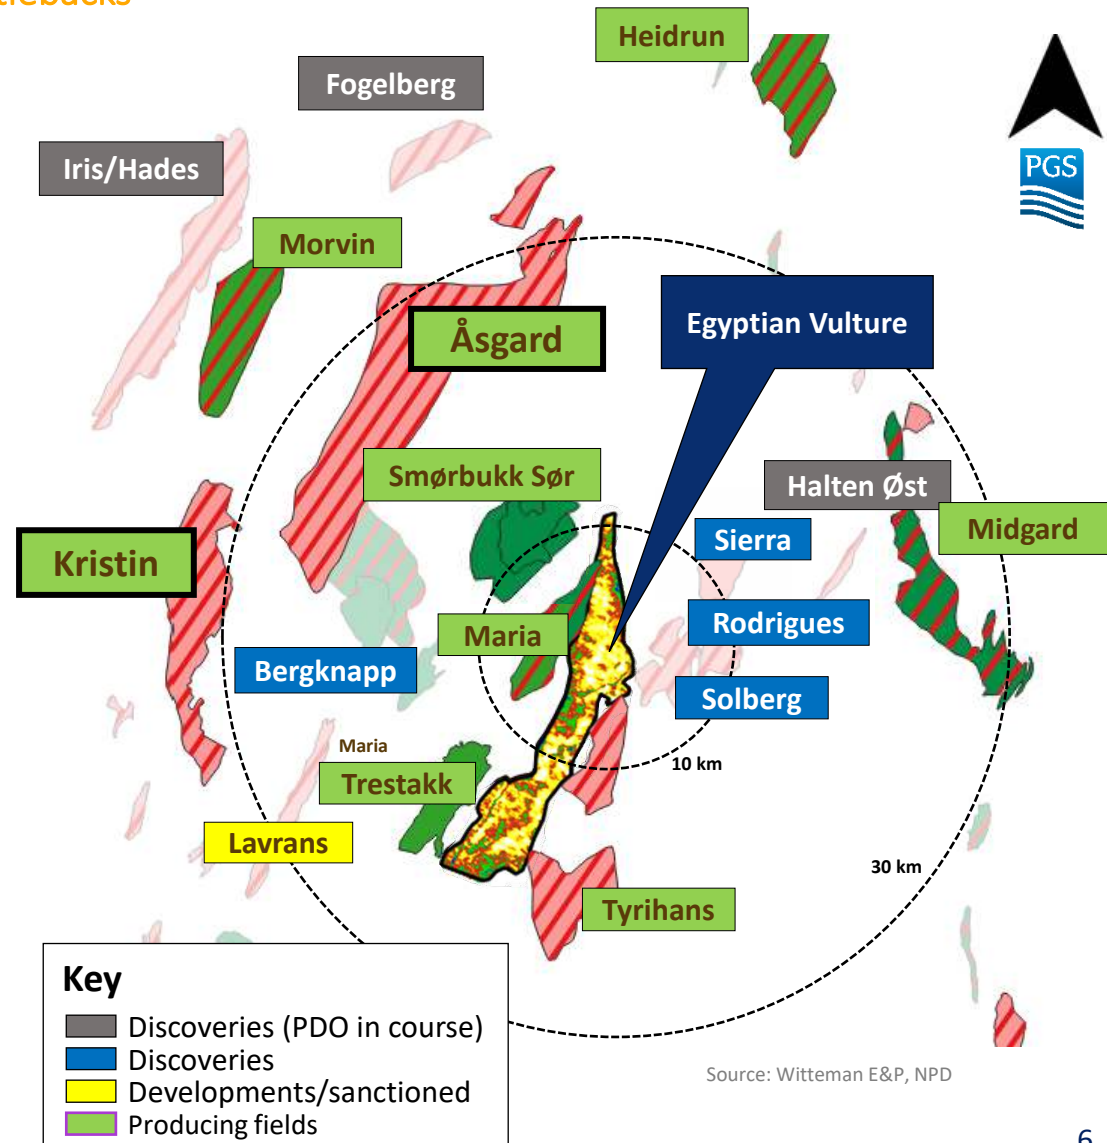 tiebacks
Heidrun
Fogelberg
PGS
Iris/Hades
Morvin
Egyptian Vulture
Åsgard
Smørbukk Sør
Halten Øst
Midgard
Sierra
Kristin
Rodrigues
Maria
Bergknapp
Solberg
Maria
10 km
Trestakk
Lavrans
30 km
Tyrihans
Key
Discoveries (PDO in course)
Discoveries
Developments/sanctioned
Producing fields
Source: Witteman E&P, NPD
6